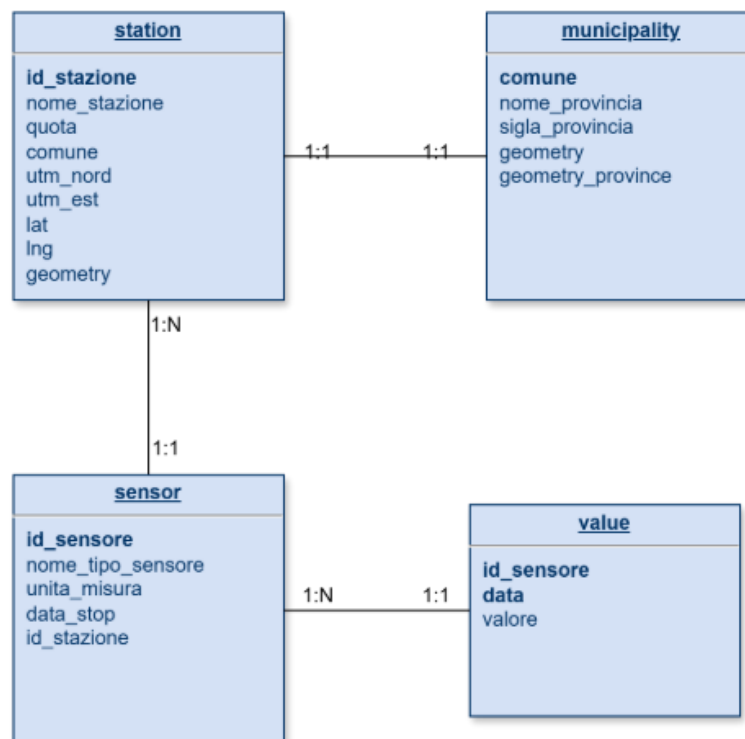 station
id_stazione
nome_stazione
quota
comune
utm_nord
utm_est
lat
lng
geometry
municipality
comune
nome_provincia
sigla_provincia
geometry
geometry_province
1:1
1:1
1:N
1:1
sensor
id_sensore
nome_tipo_sensore
unita_misura
data_stop
id_stazione
1:N
1:1
value
id_sensore
data
valore